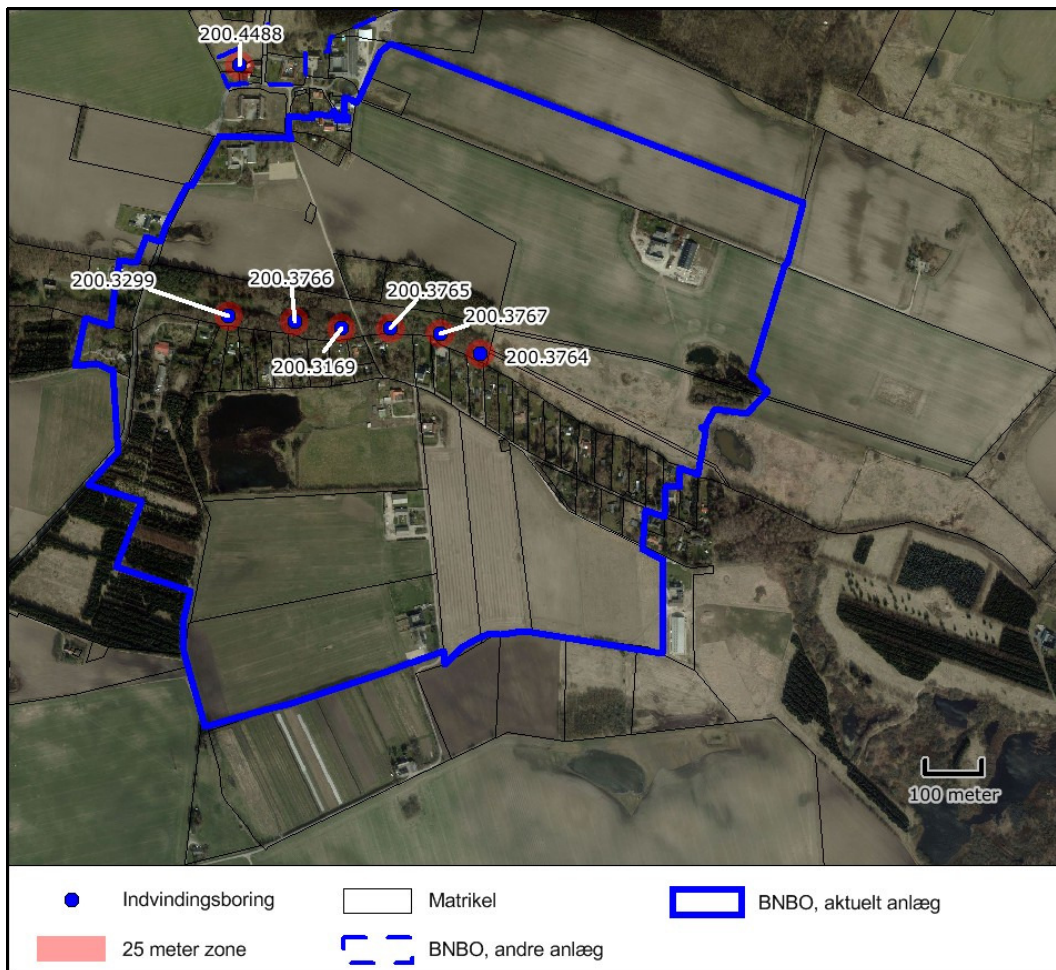 200.4488
200.3299
200.3766
200.3765
200.3767
200.3169
200.3764
100 meter
Indvindingsboring
Matrikel
BNBO, aktuelt anlæg
25 meter zone
BNBO, andre anlæg